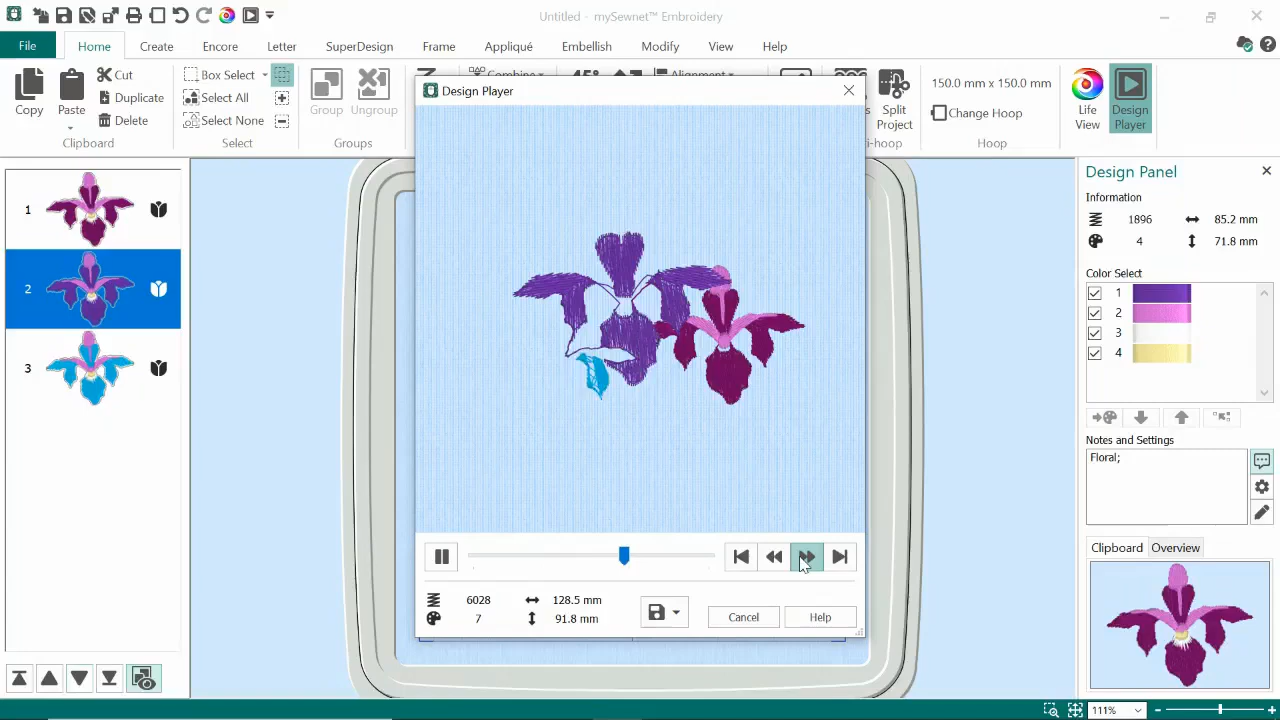 Untitled - mySewnet™ Embroidery
File Home Create Encore Letter SuperDesign Frame Appliqué Embellish Modify View Help
Copy Paste Cut Duplicate Delete
Clipboard
Box Select
Select All
Select None
Select
Group Ungroup
Groups
Combine
45°
Alignment
Split Project
150.0 mm x 150.0 mm
Change Hoop
Hoop
Life View
Design Player
Design Player
1
2
3
6028 128.5 mm
7 91.8 mm
Cancel
Help
Design Panel
Information
1896 85.2 mm
4 71.8 mm
Color Select
1
2
3
4
Notes and Settings
Floral;
Clipboard Overview
111%